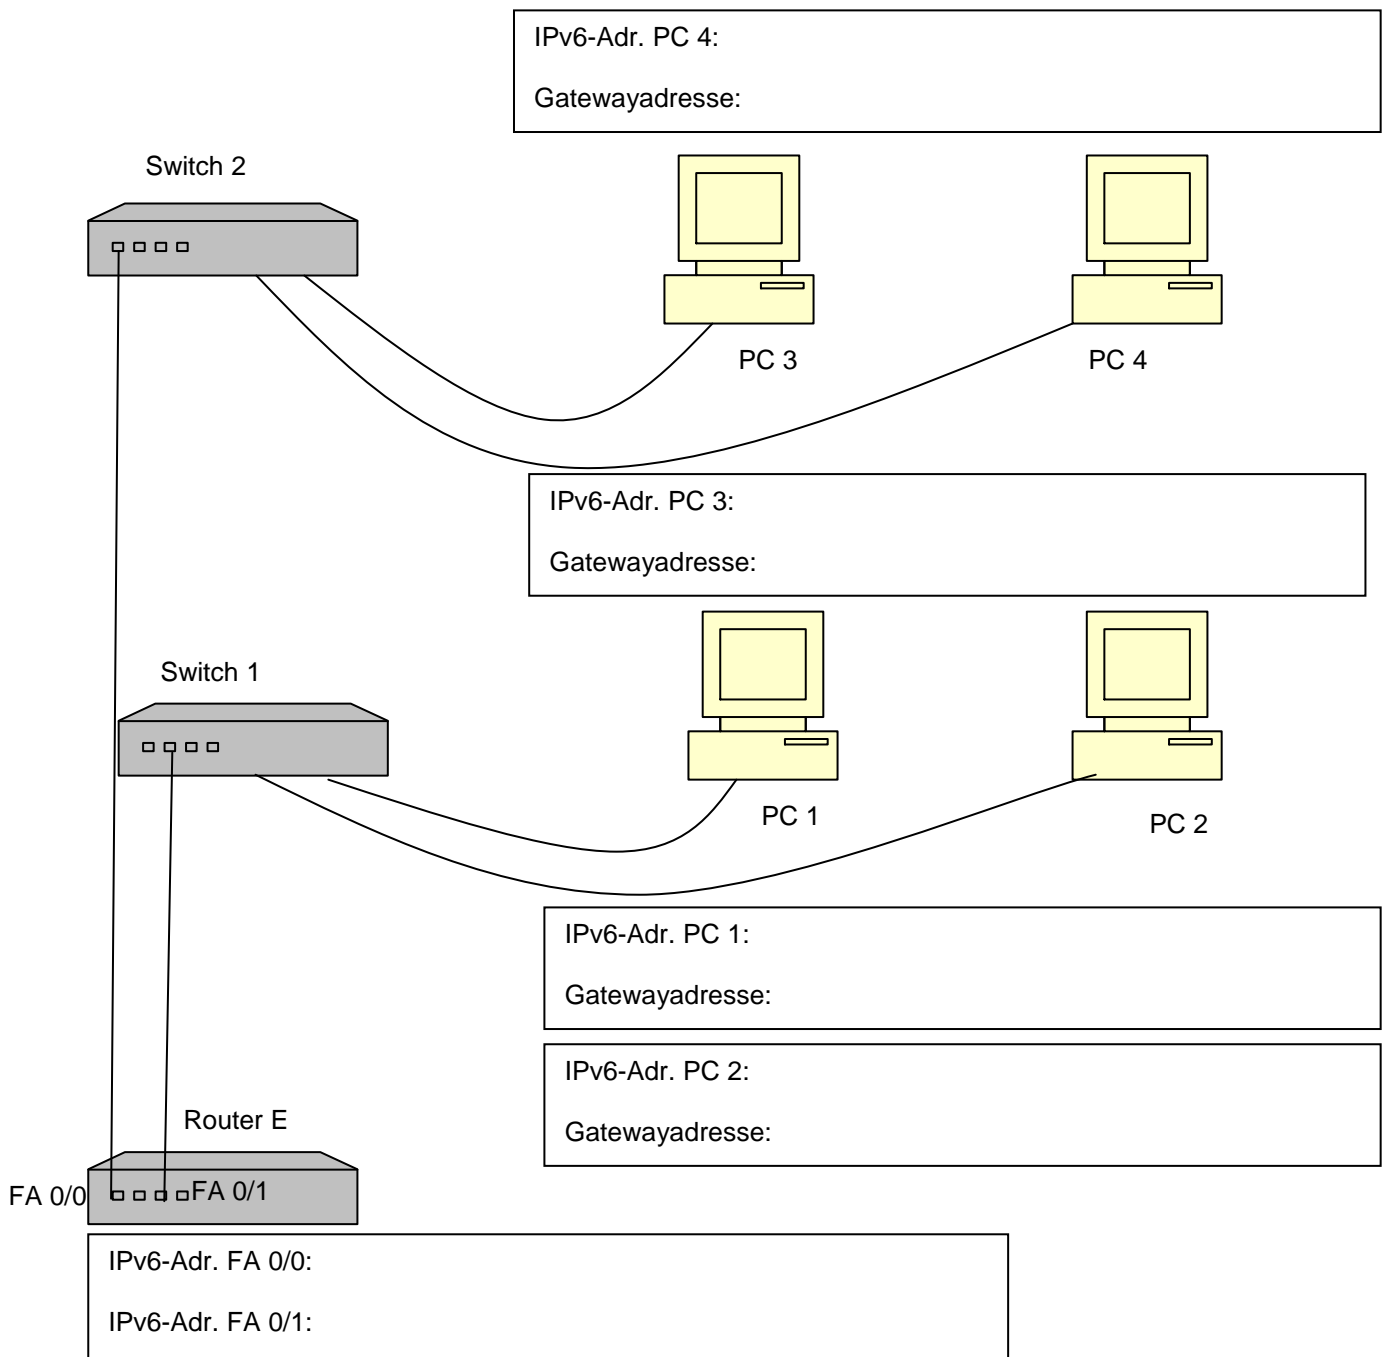 IPv6-Adr. PC 4:
Gatewayadresse:
Switch 2
PC 3
PC 4
IPv6-Adr. PC 3:
Gatewayadresse:
Switch 1
PC 1
PC 2
IPv6-Adr. PC 1:
Gatewayadresse:
IPv6-Adr. PC 2:
Gatewayadresse:
Router E
FA 0/0
FA 0/1
IPv6-Adr. FA 0/0:
IPv6-Adr. FA 0/1: